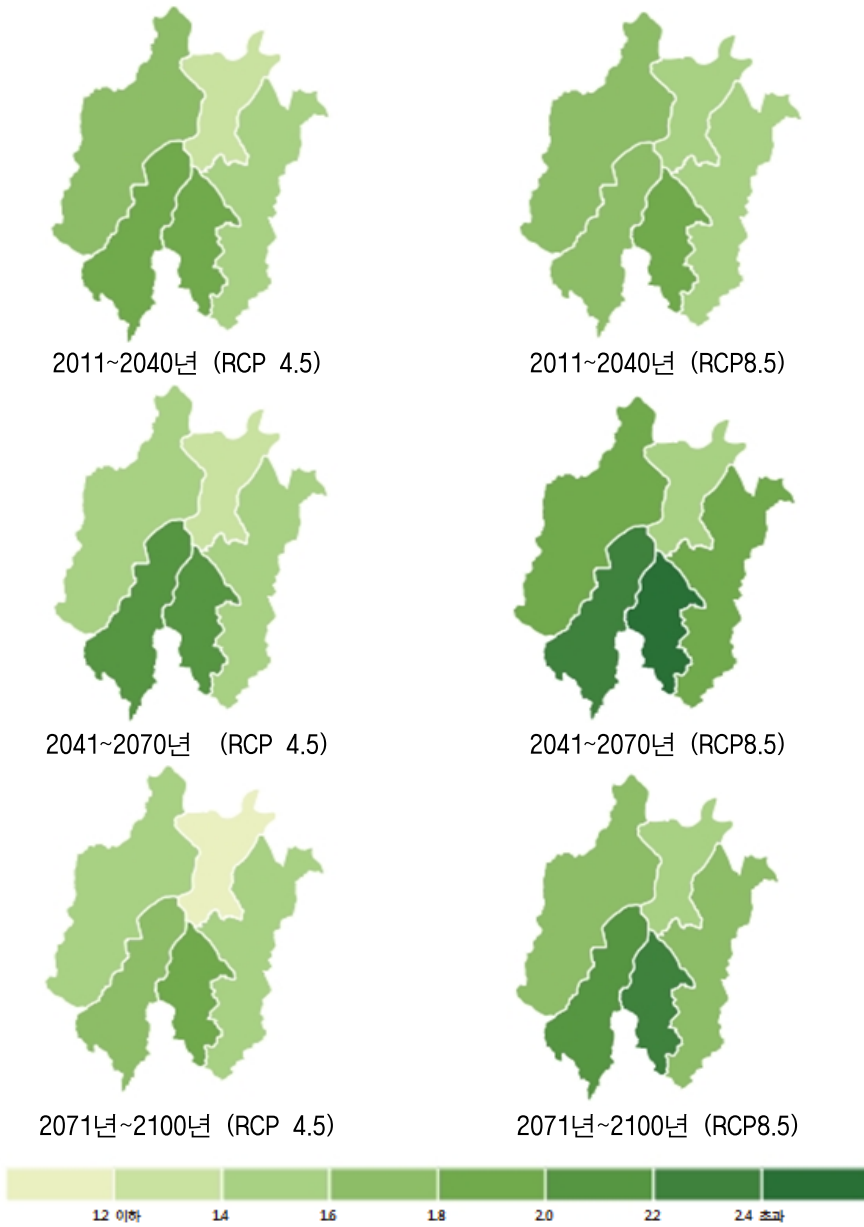 2011~2040년 (RCP 4.5) 2011~2040년 (RCP8.5)
2041~2070년 (RCP 4.5) 2041~2070년 (RCP8.5)
2071년~2100년 (RCP 4.5) 2071년~2100년 (RCP8.5)
1.2 이하 1.4 1.6 1.8 2.0 2.2 2.4 초과